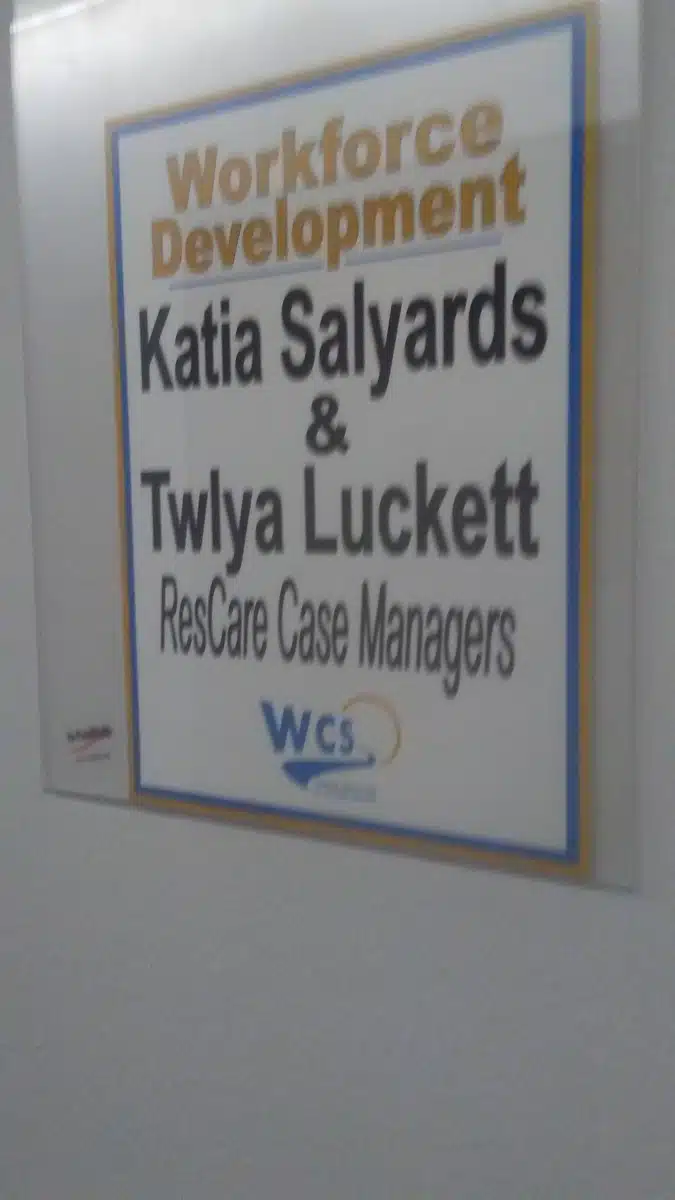 Workforce
Development
Katia Salyards
&
Twlya Luckett
ResCare Case Managers
WCS